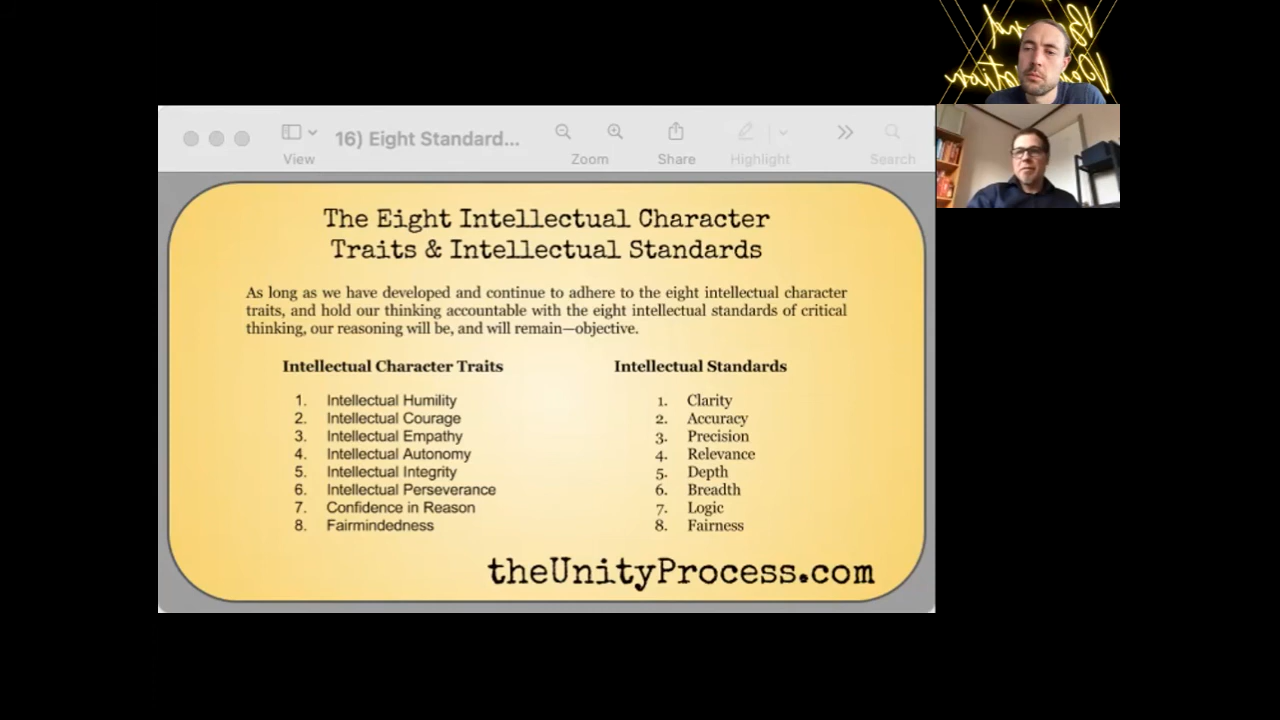 16) Eight Standard...
View
Zoom
Share
Highlight
Search
The Eight Intellectual Character
Traits & Intellectual Standards
As long as we have developed and continue to adhere to the eight intellectual character
traits, and hold our thinking accountable with the eight intellectual standards of critical
thinking, our reasoning will be, and will remain—objective.
Intellectual Character Traits
1. Intellectual Humility
2. Intellectual Courage
3. Intellectual Empathy
4. Intellectual Autonomy
5. Intellectual Integrity
6. Intellectual Perseverance
7. Confidence in Reason
8. Fairmindedness
Intellectual Standards
1. Clarity
2. Accuracy
3. Precision
4. Relevance
5. Depth
6. Breadth
7. Logic
8. Fairness
theUnityProcess.com